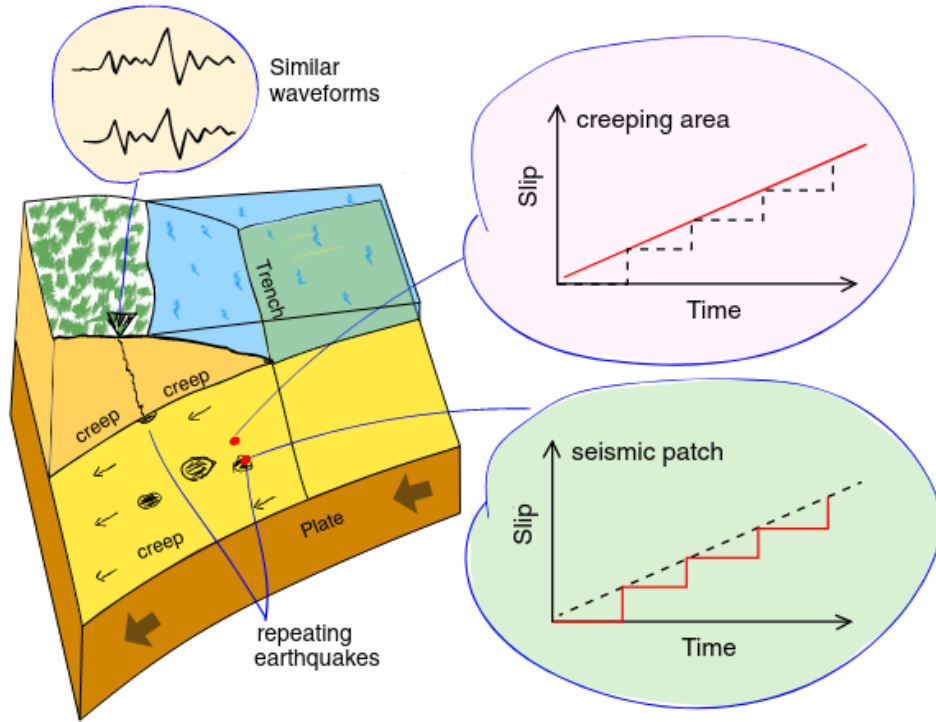 Similar
waveforms
creeping area
Slip
Time
Trench
creep
creep
creep
Plate
seismic patch
Slip
Time
repeating
earthquakes